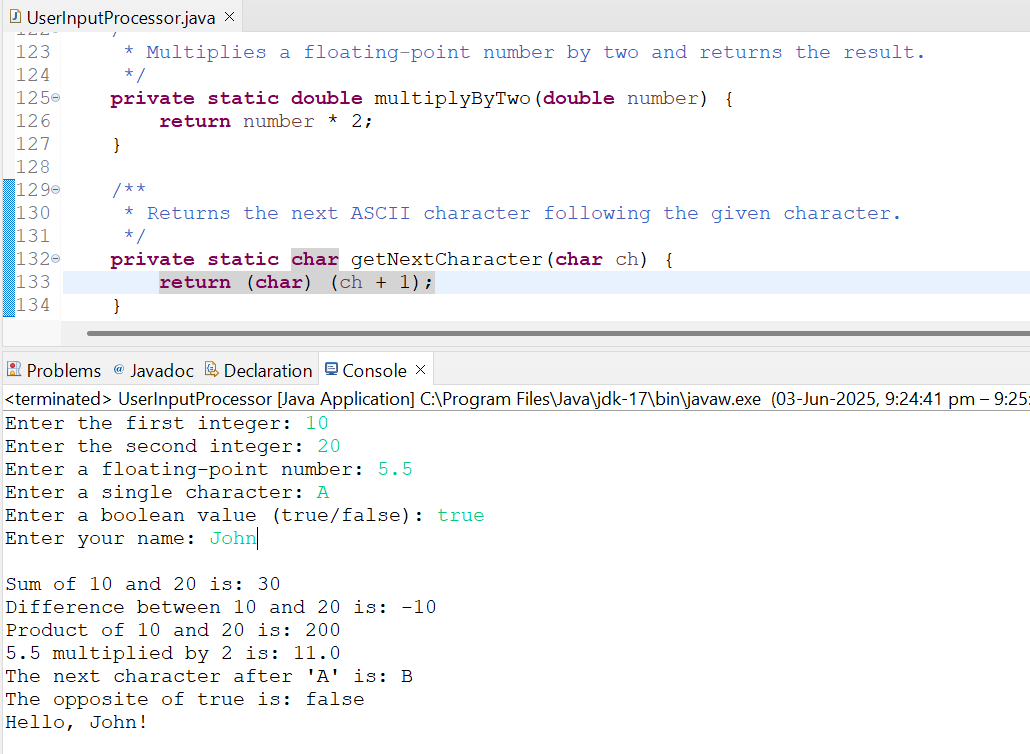 UserInputProcessor.java
123 * Multiplies a floating-point number by two and returns the result.
124 */
125 private static double multiplyByTwo(double number) {
126 return number * 2;
127 }
128
129 /**
130 * Returns the next ASCII character following the given character.
131 */
132 private static char getNextCharacter(char ch) {
133 return (char) (ch + 1);
134 }
Problems @ Javadoc Declaration Console
<terminated> UserInputProcessor [Java Application] C:\Program Files\Java\jdk-17\bin\javaw.exe (03-Jun-2025, 9:24:41 pm – 9:25:
Enter the first integer: 10
Enter the second integer: 20
Enter a floating-point number: 5.5
Enter a single character: A
Enter a boolean value (true/false): true
Enter your name: John
Sum of 10 and 20 is: 30
Difference between 10 and 20 is: -10
Product of 10 and 20 is: 200
5.5 multiplied by 2 is: 11.0
The next character after 'A' is: B
The opposite of true is: false
Hello, John!